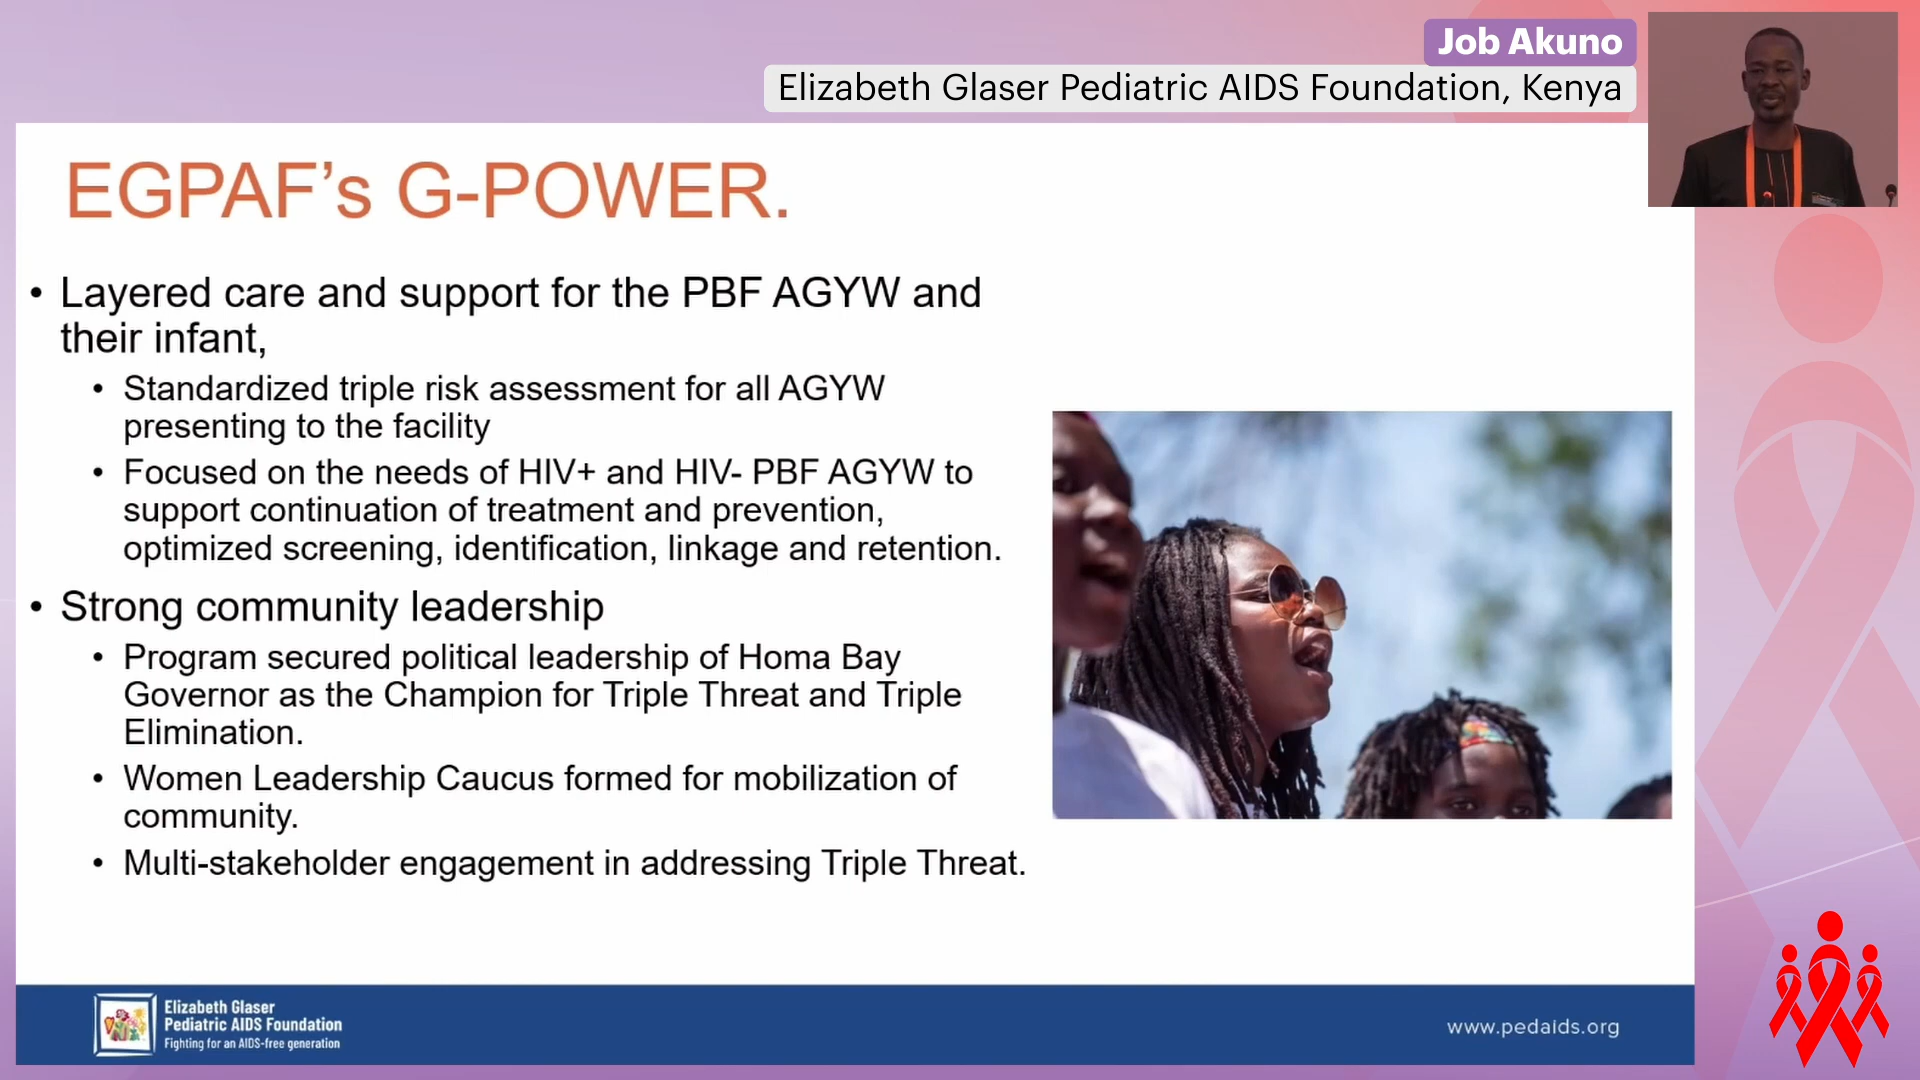 Job Akuno
Elizabeth Glaser Pediatric AIDS Foundation, Kenya
EGPAF’s G-POWER.
• Layered care and support for the PBF AGYW and
their infant,
• Standardized triple risk assessment for all AGYW
presenting to the facility
• Focused on the needs of HIV+ and HIV- PBF AGYW to
support continuation of treatment and prevention,
optimized screening, identification, linkage and retention.
• Strong community leadership
• Program secured political leadership of Homa Bay
Governor as the Champion for Triple Threat and Triple
Elimination.
• Women Leadership Caucus formed for mobilization of
community.
• Multi-stakeholder engagement in addressing Triple Threat.
Elizabeth Glaser
Pediatric AIDS Foundation
Fighting for an AIDS-free generation
www.pedaids.org